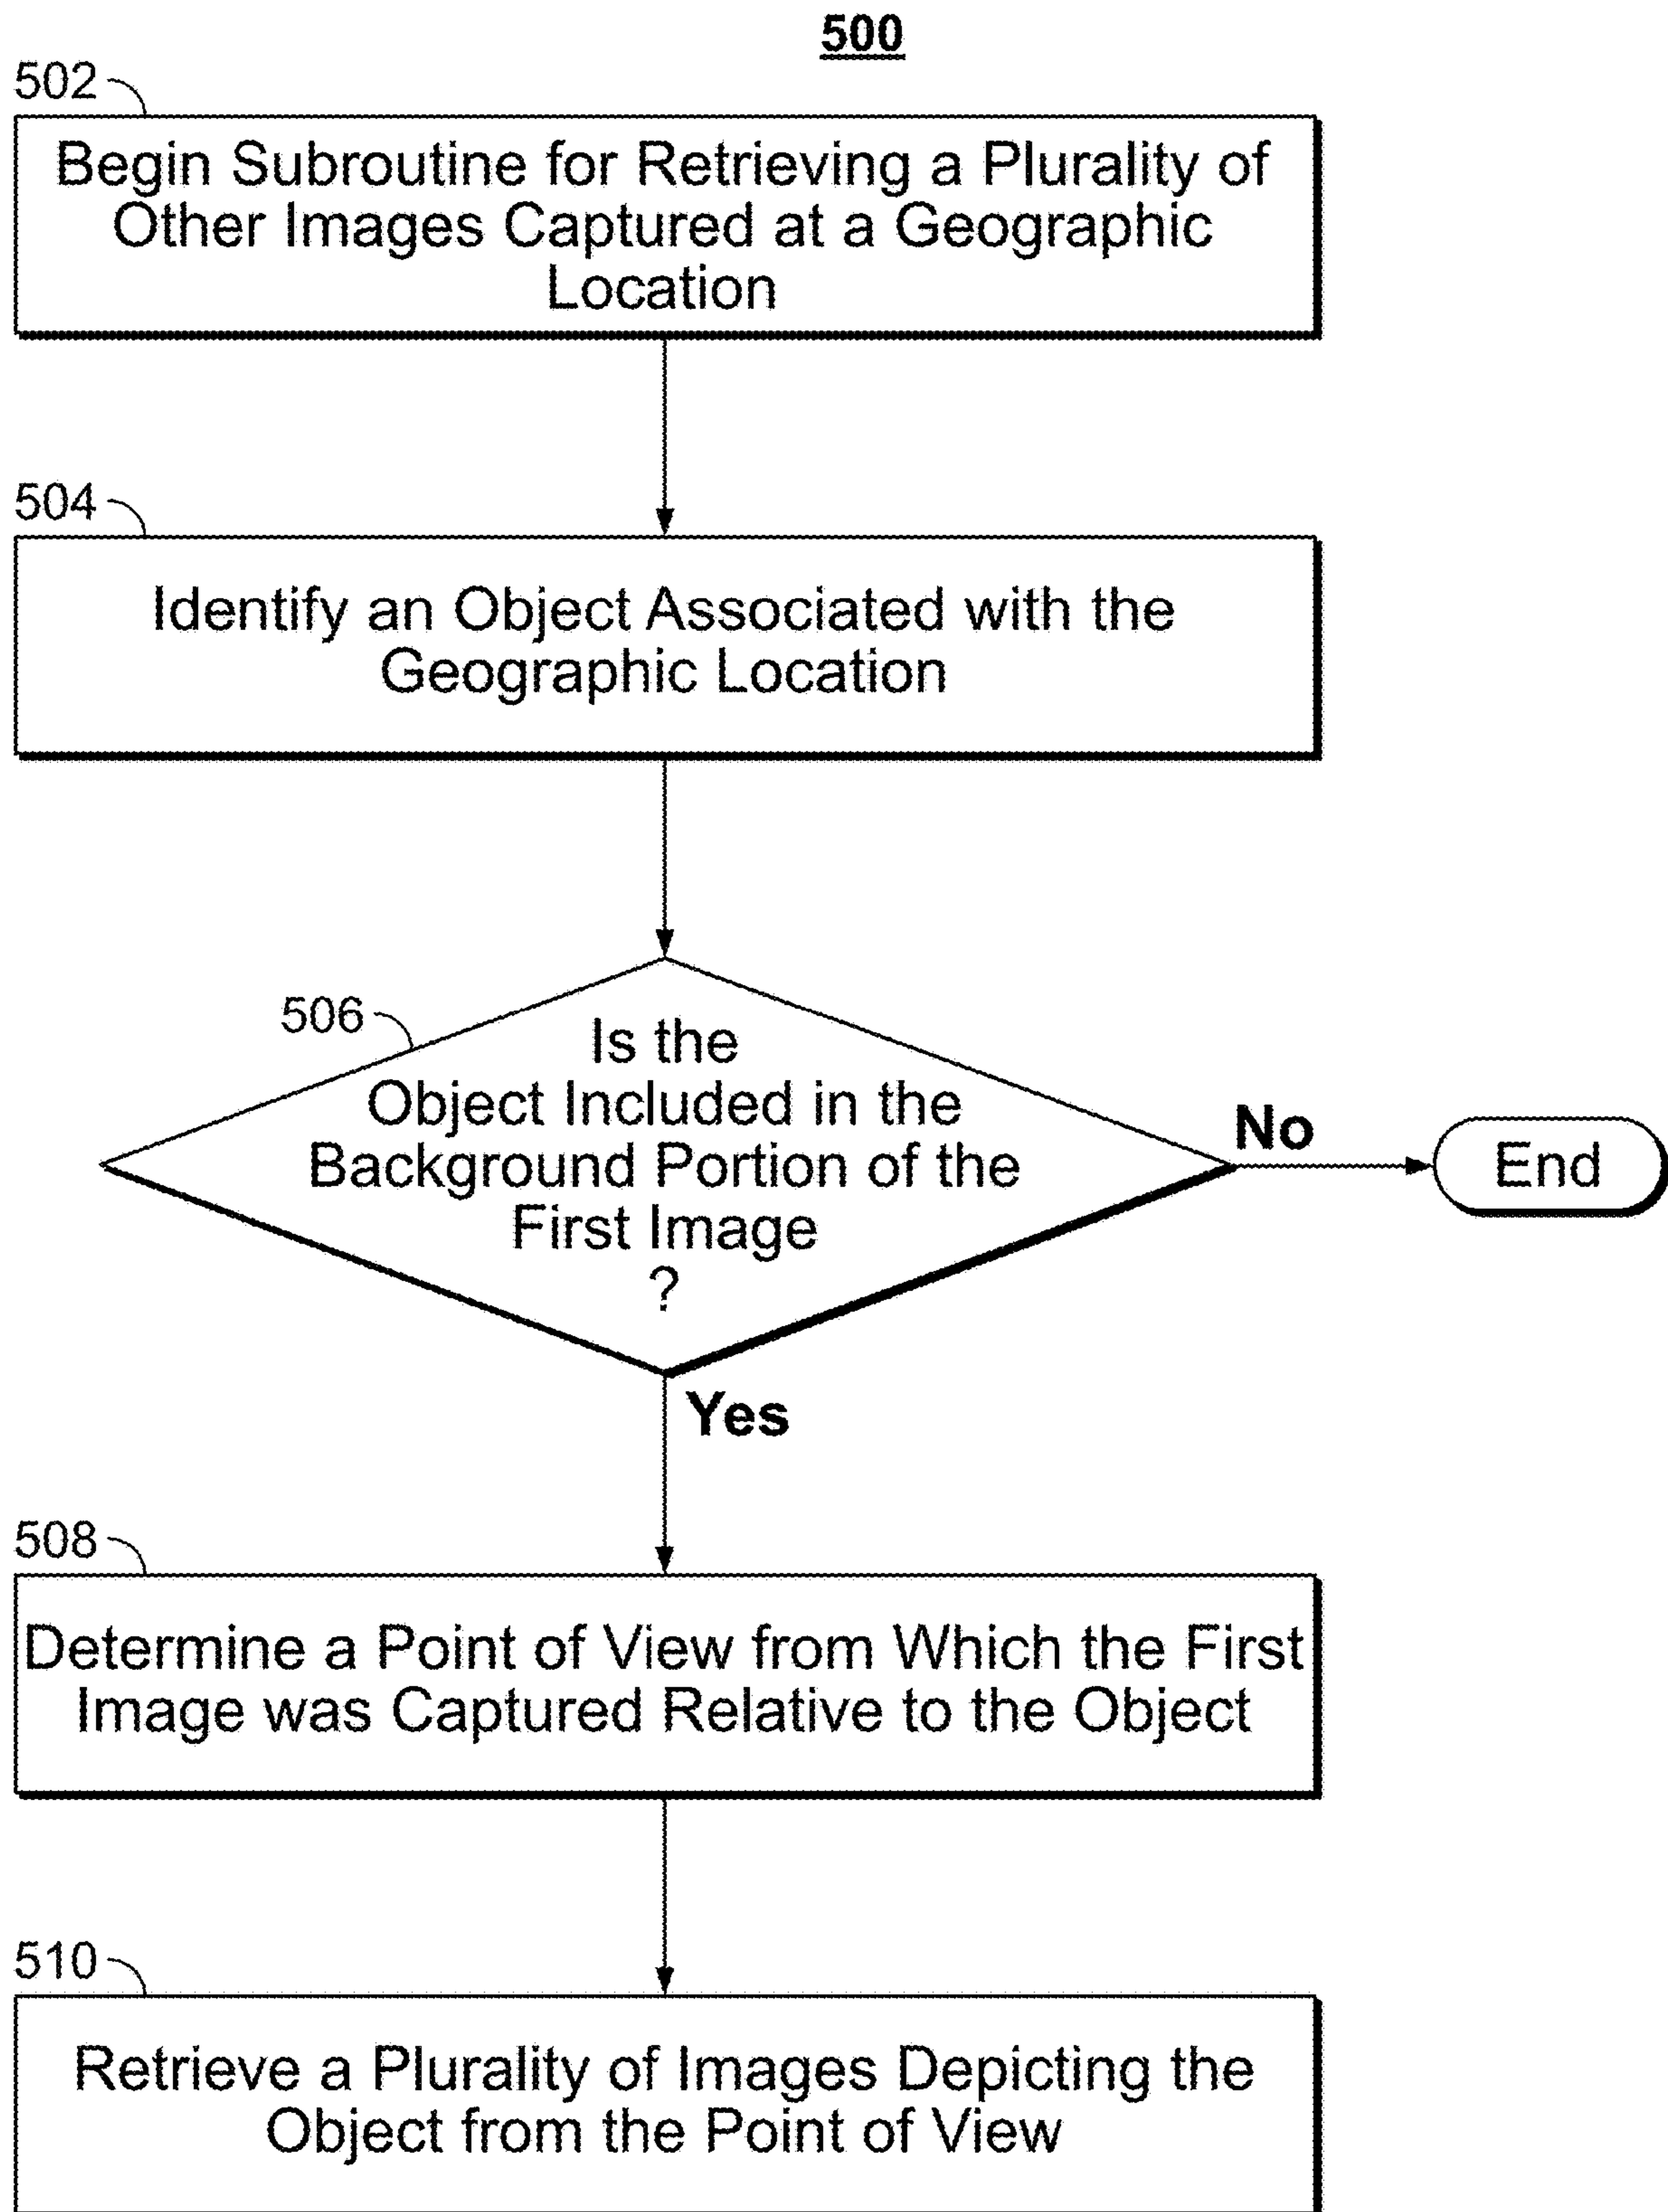 500
502
Begin Subroutine for Retrieving a Plurality of
Other Images Captured at a Geographic
Location
504
Identify an Object Associated with the
Geographic Location
506
Is the
Object Included in the
Background Portion of the
First Image
?
No
End
Yes
508
Determine a Point of View from Which the First
Image was Captured Relative to the Object
510
Retrieve a Plurality of Images Depicting the
Object from the Point of View